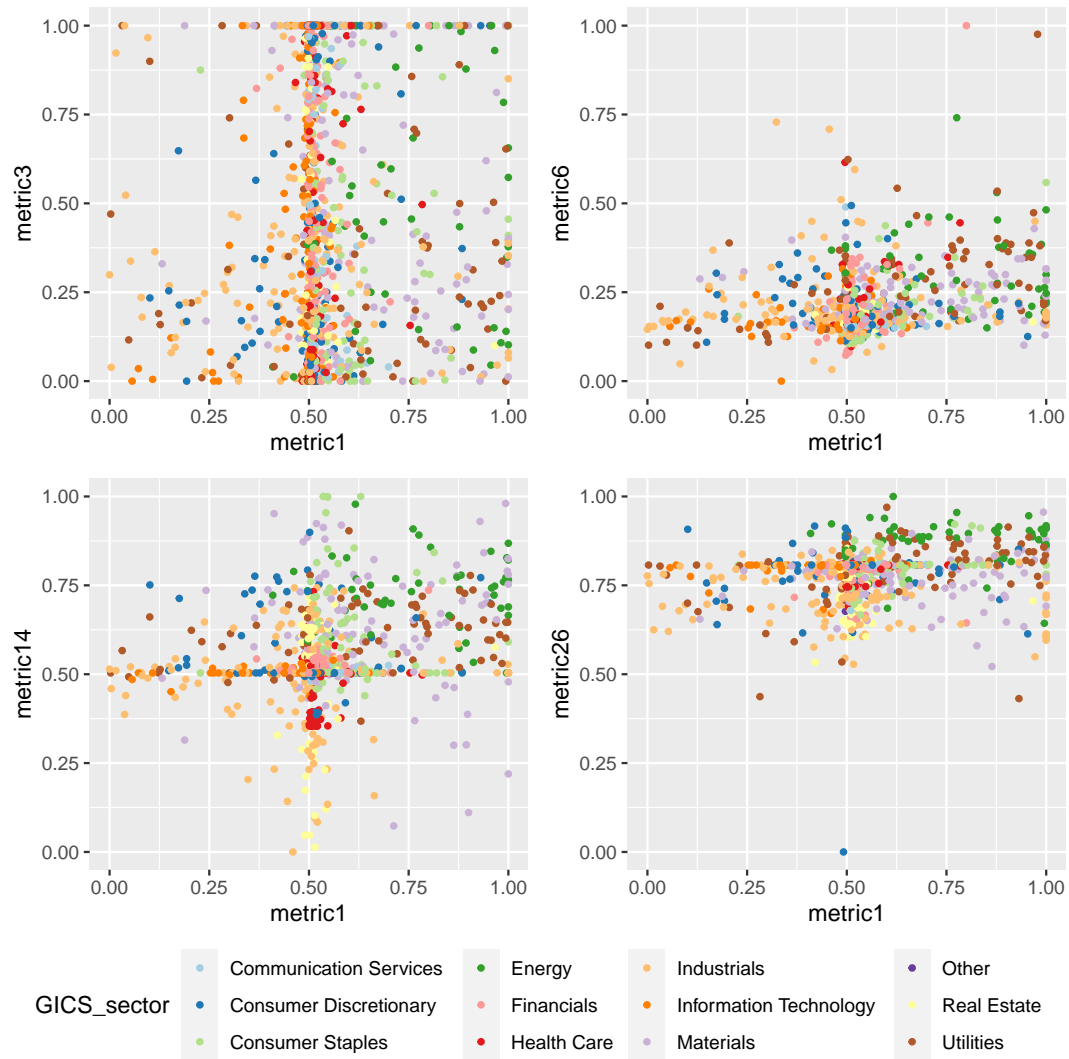 1.00
0.75
0.50
0.25
0.00
metric3
0.00 0.25 0.50 0.75 1.00
metric1
1.00
0.75
0.50
0.25
0.00
metric6
0.00 0.25 0.50 0.75 1.00
metric1
1.00
0.75
0.50
0.25
0.00
metric14
0.00 0.25 0.50 0.75 1.00
metric1
1.00
0.75
0.50
0.25
0.00
metric26
0.00 0.25 0.50 0.75 1.00
metric1
GICS_sector
Communication Services
Consumer Discretionary
Consumer Staples
Energy
Financials
Health Care
Industrials
Information Technology
Materials
Other
Real Estate
Utilities